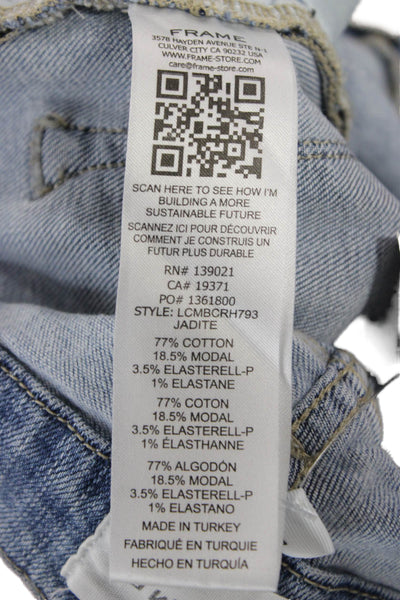 FRAME
3578 HAYDEN AVENUE STE N-1
CULVER CITY CA 90232 USA
WWW.FRAME-STORE.COM
care@frame-store.com
SCAN HERE TO SEE HOW I'M
BUILDING A MORE
SUSTAINABLE FUTURE
SCANNEZ ICI POUR DÉCOUVRIR
COMMENT JE CONSTRUIS UN
FUTUR PLUS DURABLE
RN# 139021
CA# 19371
PO# 1361800
STYLE: LCMBCRH793
JADITE
77% COTTON
18.5% MODAL
3.5% ELASTERELL-P
1% ELASTANE
77% COTON
18.5% MODAL
3.5% ELASTERELL-P
1% ÉLASTHANNE
77% ALGODÓN
18.5% MODAL
3.5% ELASTERELL-P
1% ELASTANO
MADE IN TURKEY
FABRIQUÉ EN TURQUIE
HECHO EN TURQUÍA